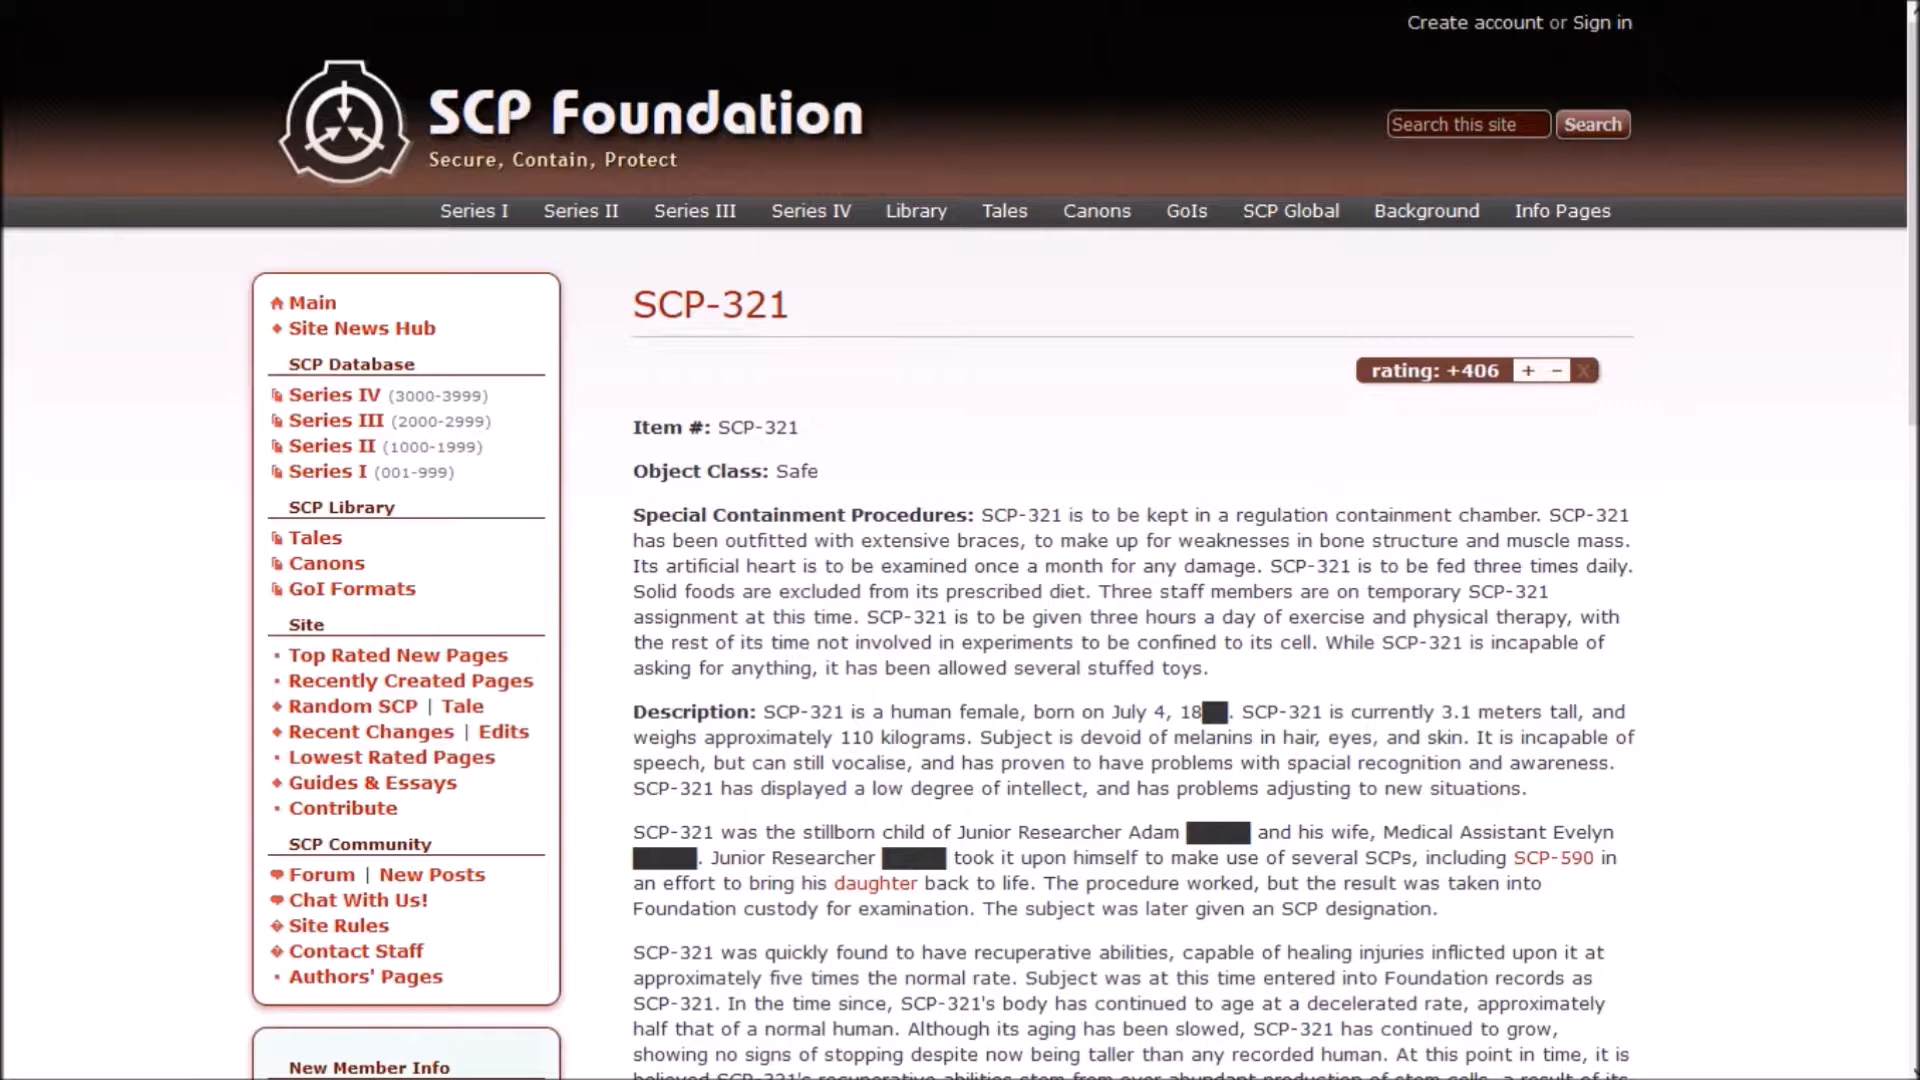 Create account or Sign in
SCP Foundation
Secure, Contain, Protect
Search this site Search
Series I Series II Series III Series IV Library Tales Canons GoIs SCP Global Background Info Pages
Main
Site News Hub
SCP Database
Series IV (3000-3999)
Series III (2000-2999)
Series II (1000-1999)
Series I (001-999)
SCP Library
Tales
Canons
GoI Formats
Site
Top Rated New Pages
Recently Created Pages
Random SCP | Tale
Recent Changes | Edits
Lowest Rated Pages
Guides & Essays
Contribute
SCP Community
Forum | New Posts
Chat With Us!
Site Rules
Contact Staff
Authors' Pages
New Member Info
SCP-321
rating: +406 + − X
Item #: SCP-321
Object Class: Safe
Special Containment Procedures: SCP-321 is to be kept in a regulation containment chamber. SCP-321
has been outfitted with extensive braces, to make up for weaknesses in bone structure and muscle mass.
Its artificial heart is to be examined once a month for any damage. SCP-321 is to be fed three times daily.
Solid foods are excluded from its prescribed diet. Three staff members are on temporary SCP-321
assignment at this time. SCP-321 is to be given three hours a day of exercise and physical therapy, with
the rest of its time not involved in experiments to be confined to its cell. While SCP-321 is incapable of
asking for anything, it has been allowed several stuffed toys.
Description: SCP-321 is a human female, born on July 4, 18██. SCP-321 is currently 3.1 meters tall, and
weighs approximately 110 kilograms. Subject is devoid of melanins in hair, eyes, and skin. It is incapable of
speech, but can still vocalise, and has proven to have problems with spacial recognition and awareness.
SCP-321 has displayed a low degree of intellect, and has problems adjusting to new situations.
SCP-321 was the stillborn child of Junior Researcher Adam █████ and his wife, Medical Assistant Evelyn
█████. Junior Researcher █████ took it upon himself to make use of several SCPs, including SCP-590 in
an effort to bring his daughter back to life. The procedure worked, but the result was taken into
Foundation custody for examination. The subject was later given an SCP designation.
SCP-321 was quickly found to have recuperative abilities, capable of healing injuries inflicted upon it at
approximately five times the normal rate. Subject was at this time entered into Foundation records as
SCP-321. In the time since, SCP-321's body has continued to age at a decelerated rate, approximately
half that of a normal human. Although its aging has been slowed, SCP-321 has continued to grow,
showing no signs of stopping despite now being taller than any recorded human. At this point in time, it is
believed SCP-321's recuperative abilities stem from over abundant production of stem cells, a result of its